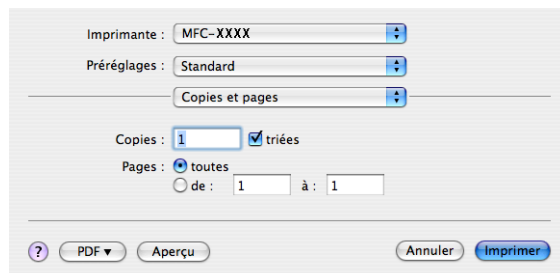 Imprimante : MFC-XXXX
Préréglages : Standard
Copies et pages
Copies : 1 triées
Pages : toutes
de : 1 à : 1
? PDF ▼ Aperçu Annuler Imprimer